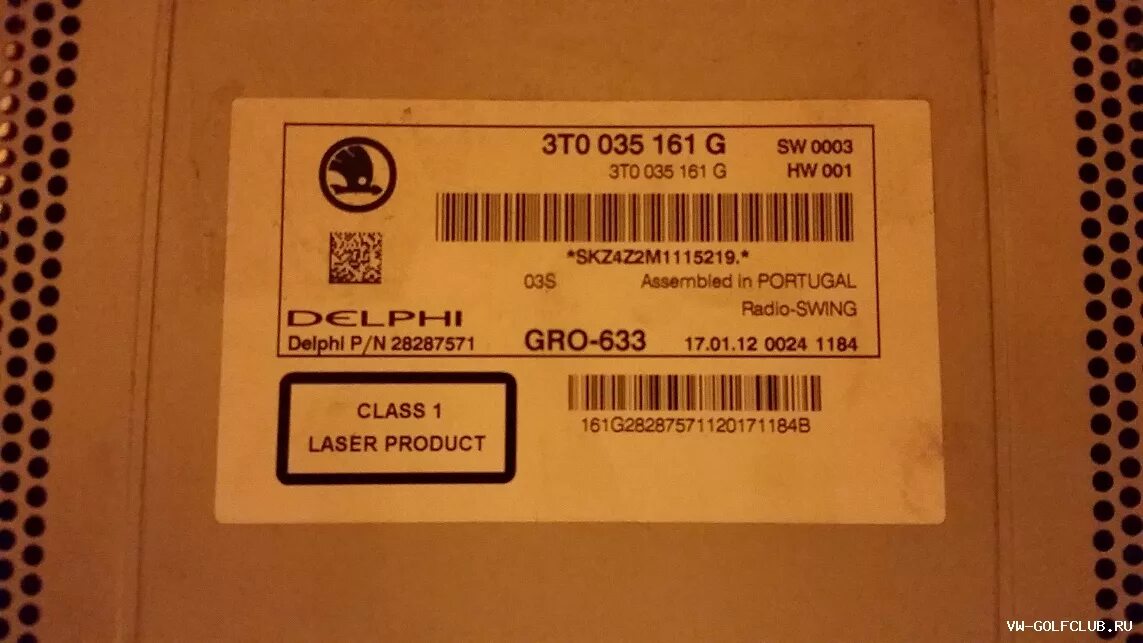 3T0 035 161 G SW 0003
3T0 035 161 G HW 001
*SKZ4Z2M1115219.*
03S Assembled in PORTUGAL
Radio-SWING
DELPHI
Delphi P/N 28287571 GRO-633 17.01.12 0024 1184
CLASS 1
LASER PRODUCT
161G28287571120171184B
VW-GOLFCLUB.RU